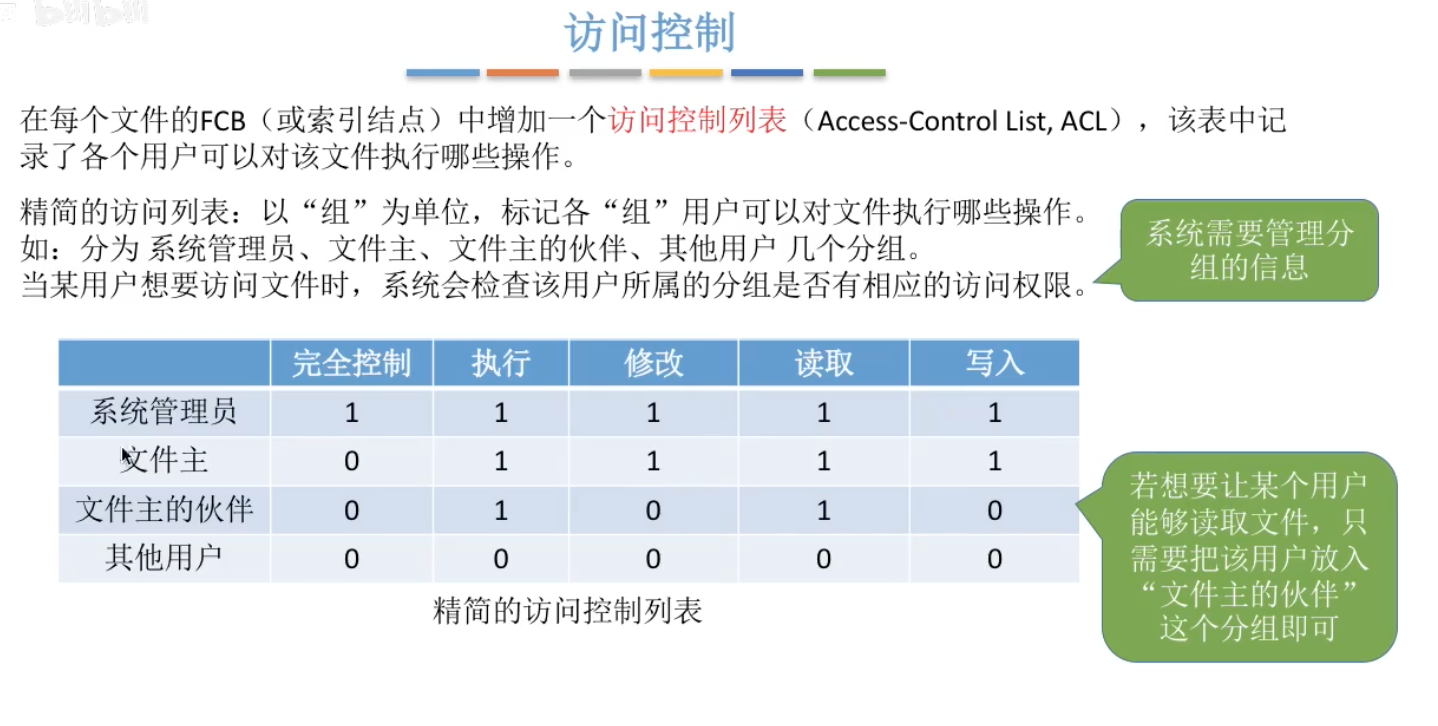 访问控制
在每个文件的FCB（或索引结点）中增加一个访问控制列表（Access-Control List, ACL），该表中记
录了各个用户可以对该文件执行哪些操作。
精简的访问列表：以“组”为单位，标记各“组”用户可以对文件执行哪些操作。
如：分为 系统管理员、文件主、文件主的伙伴、其他用户 几个分组。
当某用户想要访问文件时，系统会检查该用户所属的分组是否有相应的访问权限。
系统需要管理分
组的信息
完全控制 执行 修改 读取 写入
系统管理员 1 1 1 1 1
文件主 0 1 1 1 1
文件主的伙伴 0 1 0 1 0
其他用户 0 0 0 0 0
精简的访问控制列表
若想要让某个用户
能够读取文件，只
需要把该用户放入
“文件主的伙伴”
这个分组即可